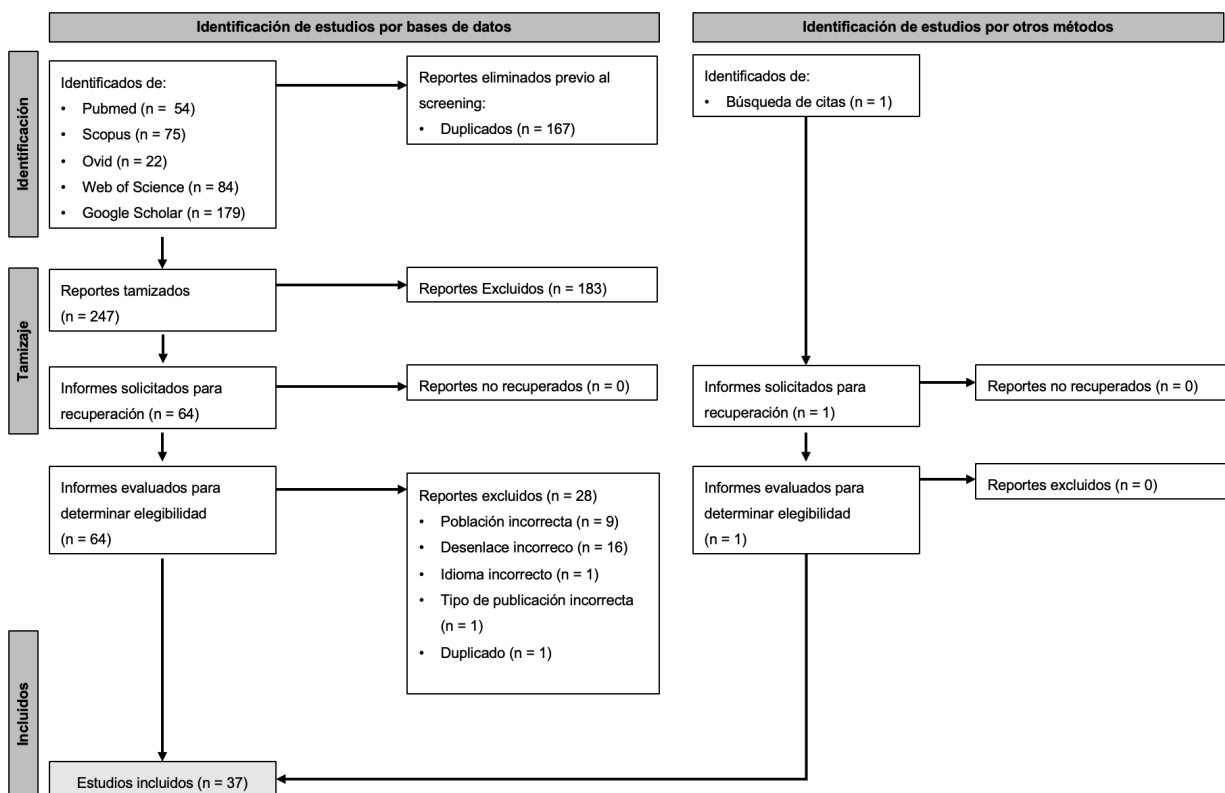 Identificación de estudios por bases de datos
Identificación de estudios por otros métodos
Identificación
Identificados de:
• Pubmed (n = 54)
• Scopus (n = 75)
• Ovid (n = 22)
• Web of Science (n = 84)
• Google Scholar (n = 179)
Reportes eliminados previo al
screening:
• Duplicados (n = 167)
Identificados de:
• Búsqueda de citas (n = 1)
Tamizaje
Reportes tamizados
(n = 247)
Reportes Excluidos (n = 183)
Informes solicitados para
recuperación (n = 64)
Reportes no recuperados (n = 0)
Informes solicitados para
recuperación (n = 1)
Reportes no recuperados (n = 0)
Informes evaluados para
determinar elegibilidad
(n = 64)
Reportes excluidos (n = 28)
• Población incorrecta (n = 9)
• Desenlace incorreco (n = 16)
• Idioma incorrecto (n = 1)
• Tipo de publicación incorrecta
(n = 1)
• Duplicado (n = 1)
Informes evaluados para
determinar elegibilidad
(n = 1)
Reportes excluidos (n = 0)
Incluidos
Estudios incluidos (n = 37)